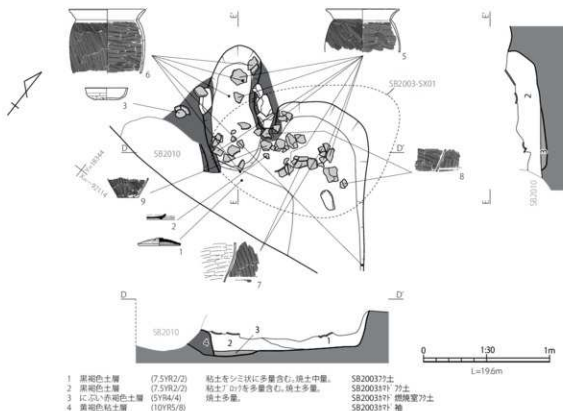 E
E'
6
5
SB2003-SX01
3
2
D
SB2010
D'
8
9
2
1
7
SB2010
D
D'
SB2010
4
2
3
1
0
1:30
1m
L=19.6m
1 黒褐色土層 (7.5YR2/2) 粘土をシミ状に多量含む、焼土中量。 SB2003フク土
2 黒褐色土層 (7.5YR2/2) 粘土ブロックを多量含む、焼土多量。 SB2003カマド フク土
3 にぶい赤褐色土層 (5YR4/4) 焼土多量。 SB2003カマド 燃焼室フク土
4 黄褐色粘土層 (10YR5/8) SB2003カマド 袖